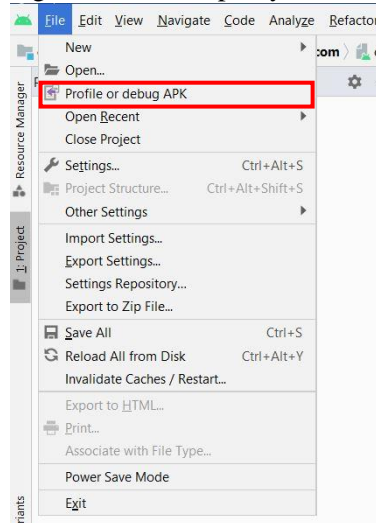 File Edit View Navigate Code Analyze Refactor
New
com
Open...
Profile or debug APK
Open Recent
Close Project
Settings... Ctrl+Alt+S
Project Structure... Ctrl+Alt+Shift+S
Other Settings
Import Settings...
Export Settings...
Settings Repository...
Export to Zip File...
Save All Ctrl+S
Reload All from Disk Ctrl+Alt+Y
Invalidate Caches / Restart...
Export to HTML...
Print...
Associate with File Type...
Power Save Mode
Exit
Resource Manager
1: Project
riants